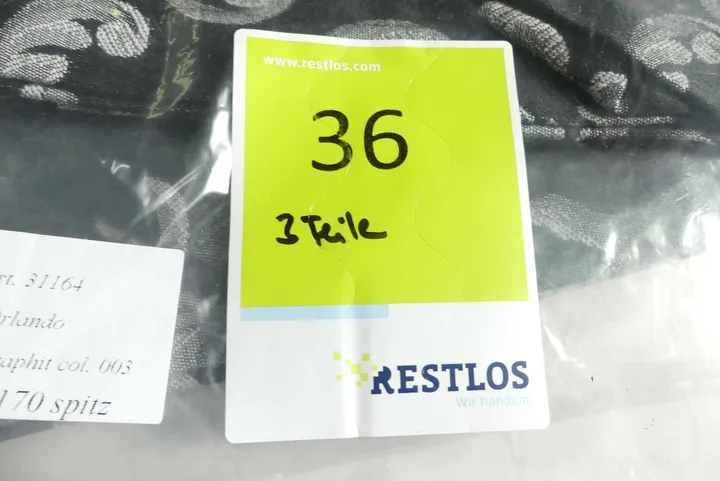 www.restlos.com
36
3 Teile
RESTLOS
Wir handeln.
rt. 31164
rlando
aphit col. 003
170 spitz